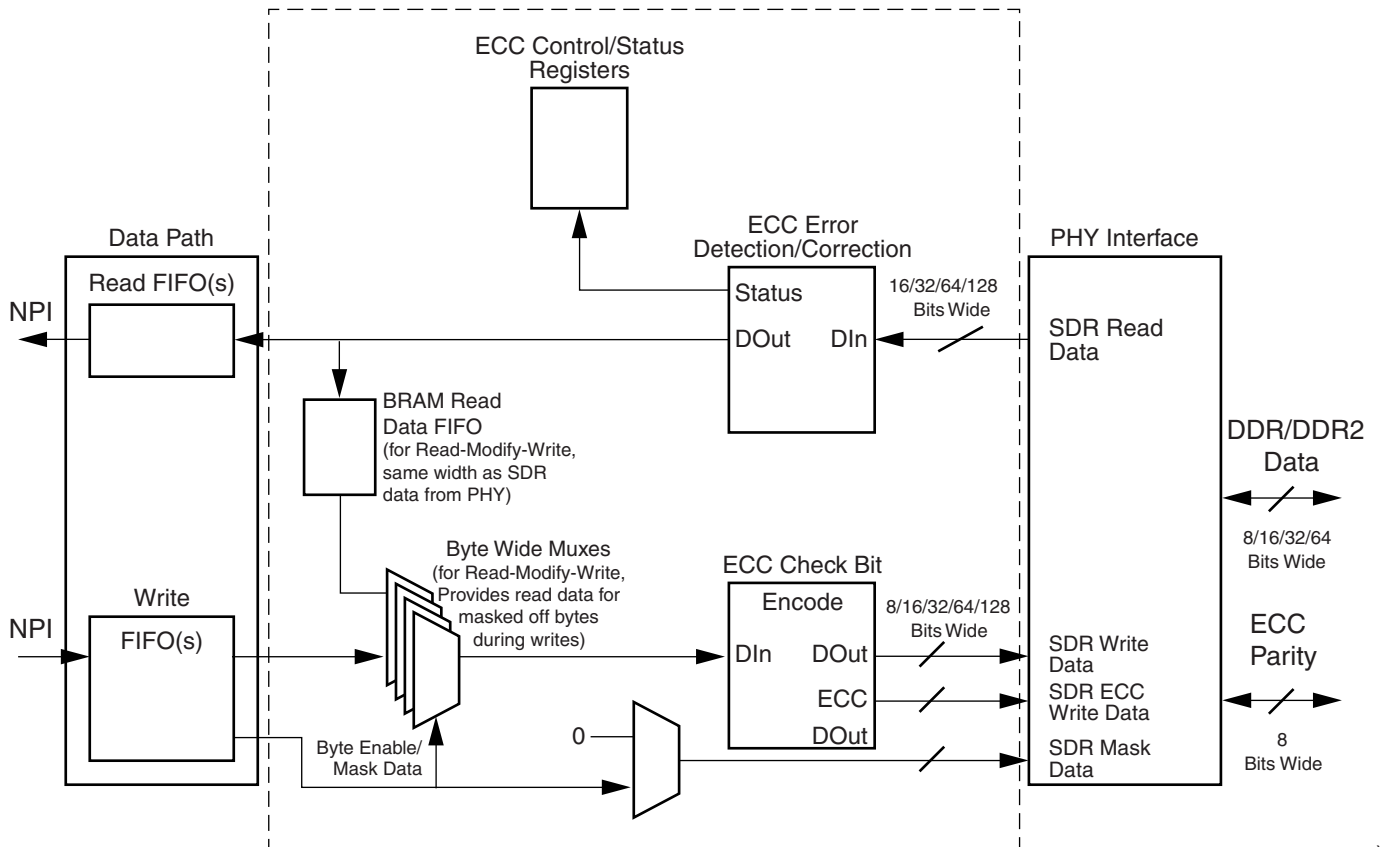 ECC Control/Status
Registers
ECC Error
Detection/Correction
Data Path
PHY Interface
Read FIFO(s)
NPI
Status
DOut
DIn
16/32/64/128
Bits Wide
SDR Read
Data
BRAM Read
Data FIFO
(for Read-Modify-Write,
same width as SDR
data from PHY)
DDR/DDR2
Data
8/16/32/64
Bits Wide
Byte Wide Muxes
(for Read-Modify-Write,
Provides read data for
masked off bytes
during writes)
ECC Check Bit
Encode
DIn
DOut
ECC
DOut
8/16/32/64/128
Bits Wide
Write
FIFO(s)
NPI
SDR Write
Data
SDR ECC
Write Data
SDR Mask
Data
ECC
Parity
8
Bits Wide
Byte Enable/
Mask Data
0